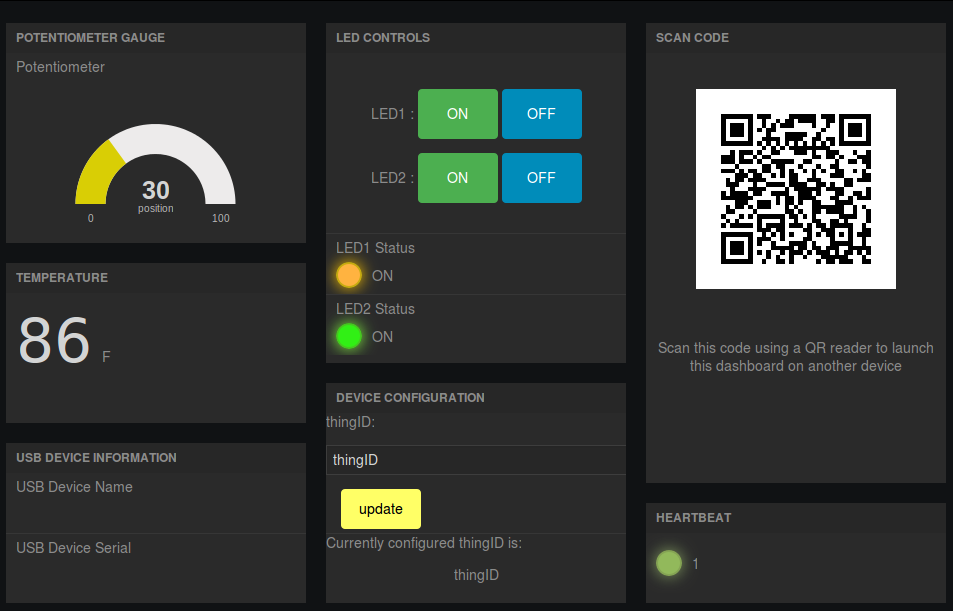 POTENTIOMETER GAUGE
Potentiometer
30
position
0
100
TEMPERATURE
86 F
USB DEVICE INFORMATION
USB Device Name
USB Device Serial
LED CONTROLS
LED1 : ON OFF
LED2 : ON OFF
LED1 Status
ON
LED2 Status
ON
DEVICE CONFIGURATION
thingID:
thingID
update
Currently configured thingID is:
thingID
SCAN CODE
Scan this code using a QR reader to launch
this dashboard on another device
HEARTBEAT
1